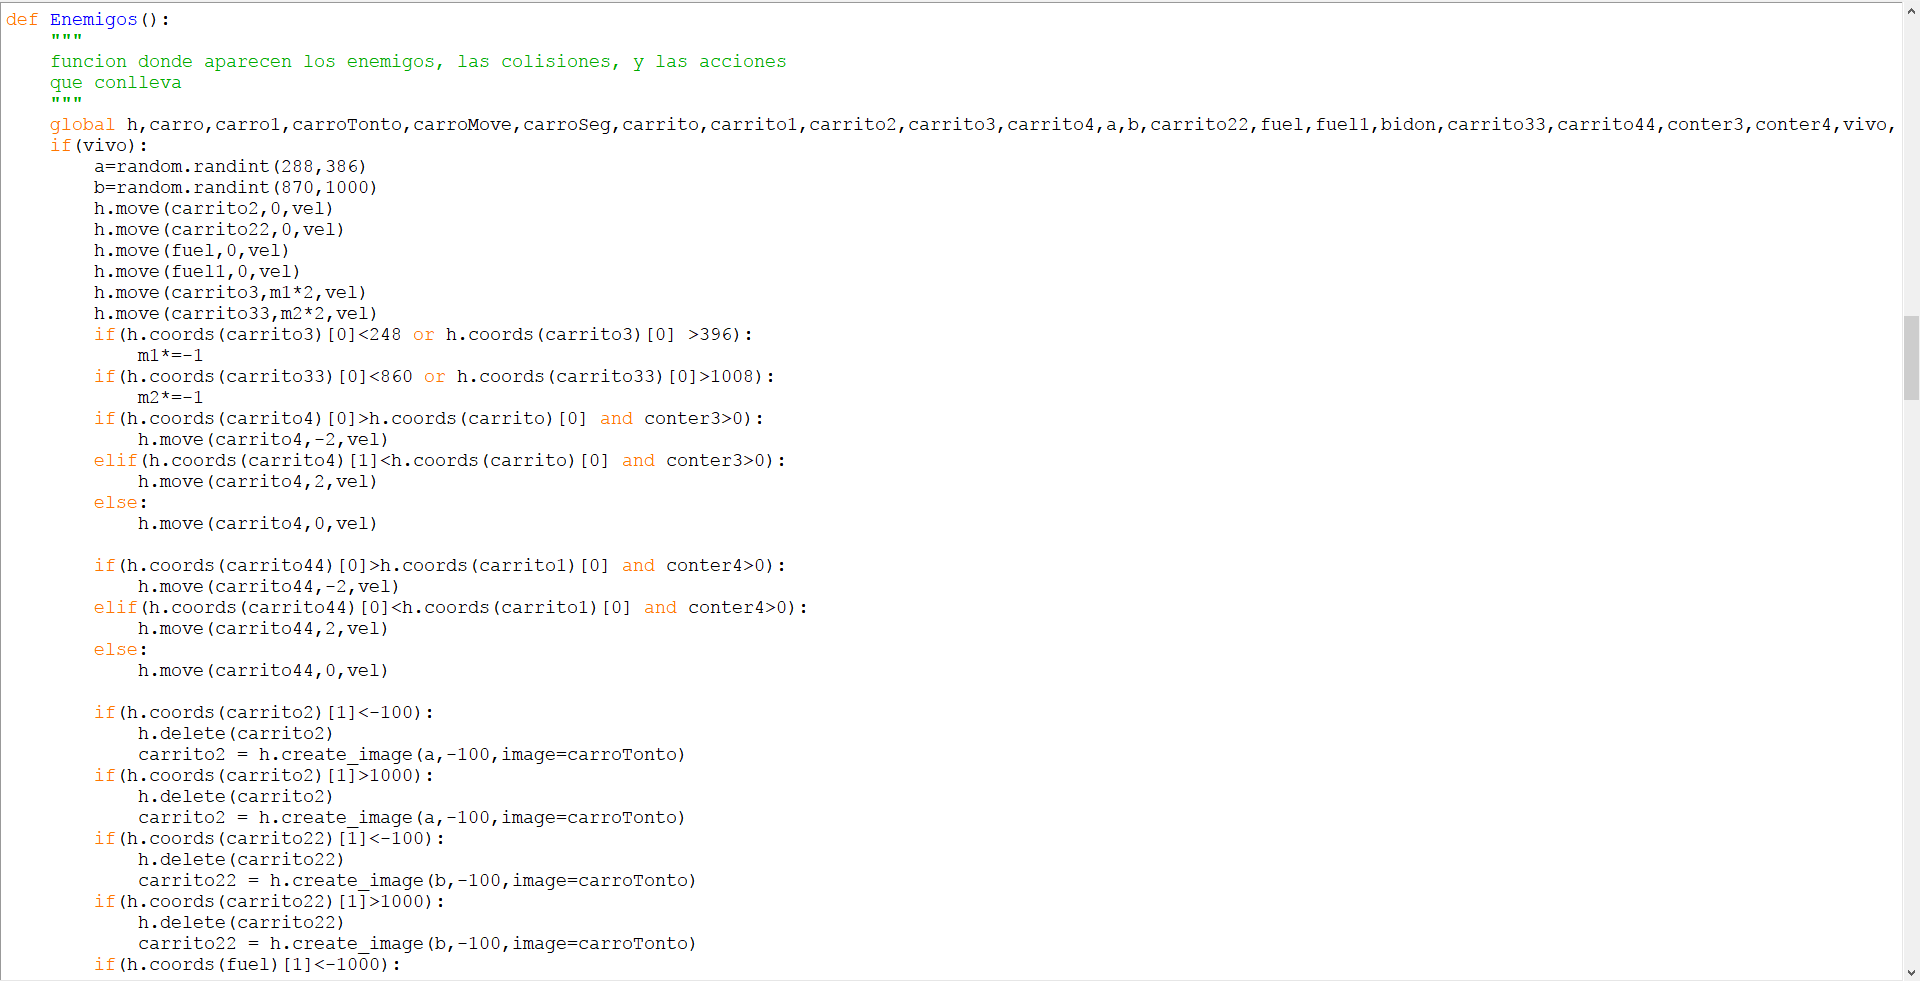 def Enemigos():
    """
    funcion donde aparecen los enemigos, las colisiones, y las acciones
    que conlleva
    """
    global h,carro,carro1,carroTonto,carroMove,carroSeg,carrito,carrito1,carrito2,carrito3,carrito4,a,b,carrito22,fuel,fuel1,bidon,carrito33,carrito44,conter3,conter4,vivo,
    if(vivo):
        a=random.randint(288,386)
        b=random.randint(870,1000)
        h.move(carrito2,0,vel)
        h.move(carrito22,0,vel)
        h.move(fuel,0,vel)
        h.move(fuel1,0,vel)
        h.move(carrito3,m1*2,vel)
        h.move(carrito33,m2*2,vel)
        if(h.coords(carrito3)[0]<248 or h.coords(carrito3)[0] >396):
            m1*=-1
        if(h.coords(carrito33)[0]<860 or h.coords(carrito33)[0]>1008):
            m2*=-1
        if(h.coords(carrito4)[0]>h.coords(carrito)[0] and conter3>0):
            h.move(carrito4,-2,vel)
        elif(h.coords(carrito4)[1]<h.coords(carrito)[0] and conter3>0):
            h.move(carrito4,2,vel)
        else:
            h.move(carrito4,0,vel)

        if(h.coords(carrito44)[0]>h.coords(carrito1)[0] and conter4>0):
            h.move(carrito44,-2,vel)
        elif(h.coords(carrito44)[0]<h.coords(carrito1)[0] and conter4>0):
            h.move(carrito44,2,vel)
        else:
            h.move(carrito44,0,vel)

        if(h.coords(carrito2)[1]<-100):
            h.delete(carrito2)
            carrito2 = h.create_image(a,-100,image=carroTonto)
        if(h.coords(carrito2)[1]>1000):
            h.delete(carrito2)
            carrito2 = h.create_image(a,-100,image=carroTonto)
        if(h.coords(carrito22)[1]<-100):
            h.delete(carrito22)
            carrito22 = h.create_image(b,-100,image=carroTonto)
        if(h.coords(carrito22)[1]>1000):
            h.delete(carrito22)
            carrito22 = h.create_image(b,-100,image=carroTonto)
        if(h.coords(fuel)[1]<-1000):